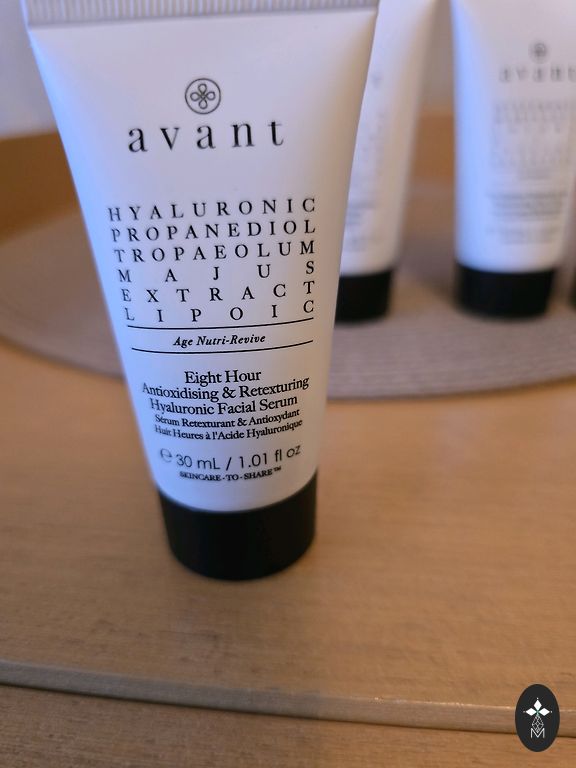 avant
HYALURONIC
PROPANEDIOL
TROPAEOLUM
MAJUS
EXTRACT
LIPOIC
Age Nutri-Revive
Eight Hour
Antioxidising & Retexturing
Hyaluronic Facial Serum
Sérum Retexturant & Antioxydant
Huit Heures à l'Acide Hyaluronique
℮ 30 mL / 1.01 fl oz
SKINCARE-TO-SHARE™
avant
M